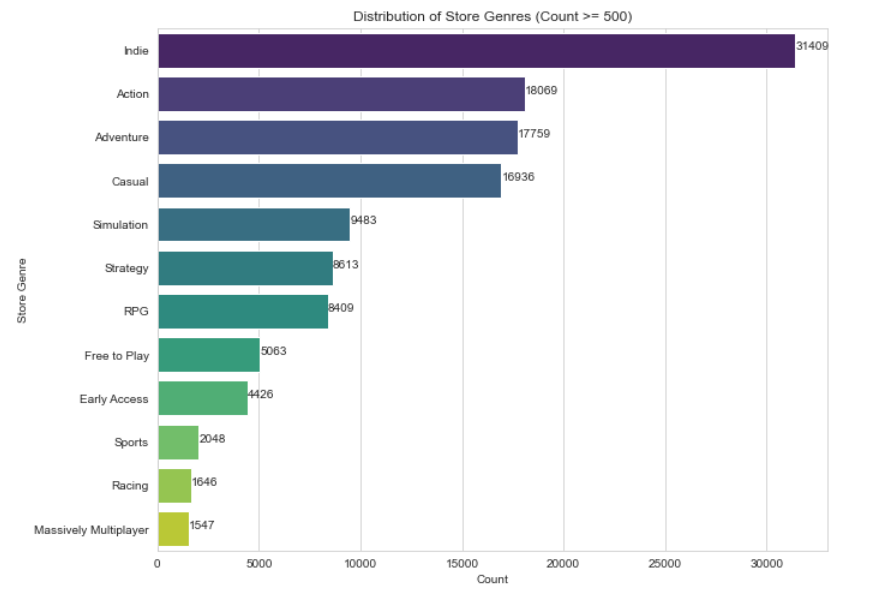 Distribution of Store Genres (Count >= 500)
Indie 31409
Action 18069
Adventure 17759
Casual 16936
Simulation 9483
Strategy 8613
RPG 8409
Free to Play 5063
Early Access 4426
Sports 2048
Racing 1646
Massively Multiplayer 1547
Store Genre
0 5000 10000 15000 20000 25000 30000
Count